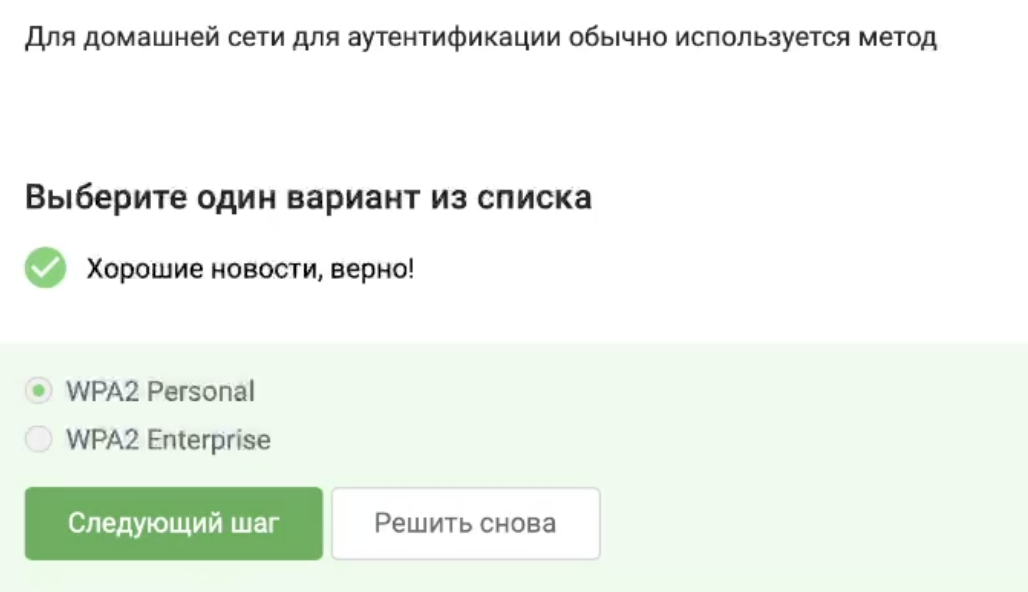 Для домашней сети для аутентификации обычно используется метод
Выберите один вариант из списка
Хорошие новости, верно!
WPA2 Personal
WPA2 Enterprise
Следующий шаг
Решить снова